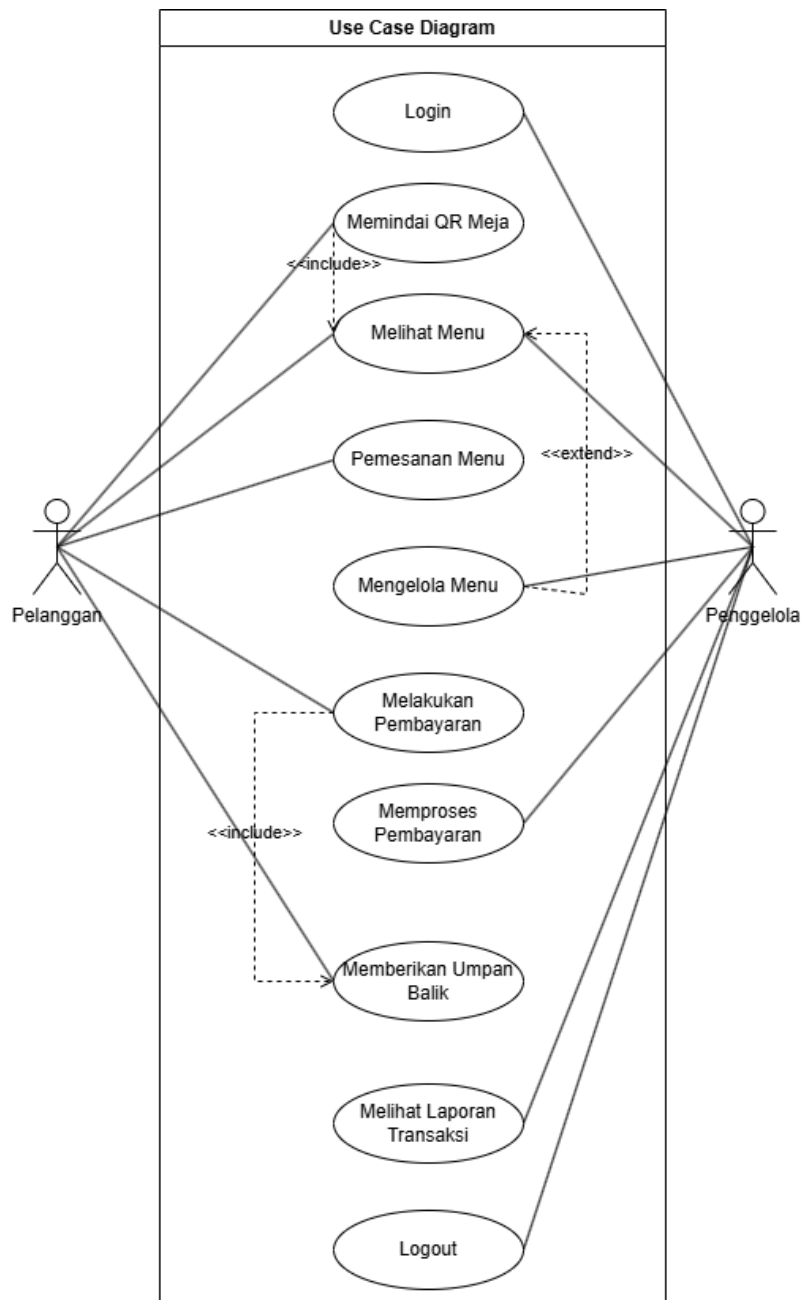 Use Case Diagram
Login
Memindai QR Meja
<<include>>
Melihat Menu
Pemesanan Menu
<<extend>>
Mengelola Menu
Pelanggan
Penggelola
Melakukan
Pembayaran
Memproses
Pembayaran
<<include>>
Memberikan Umpan
Balik
Melihat Laporan
Transaksi
Logout